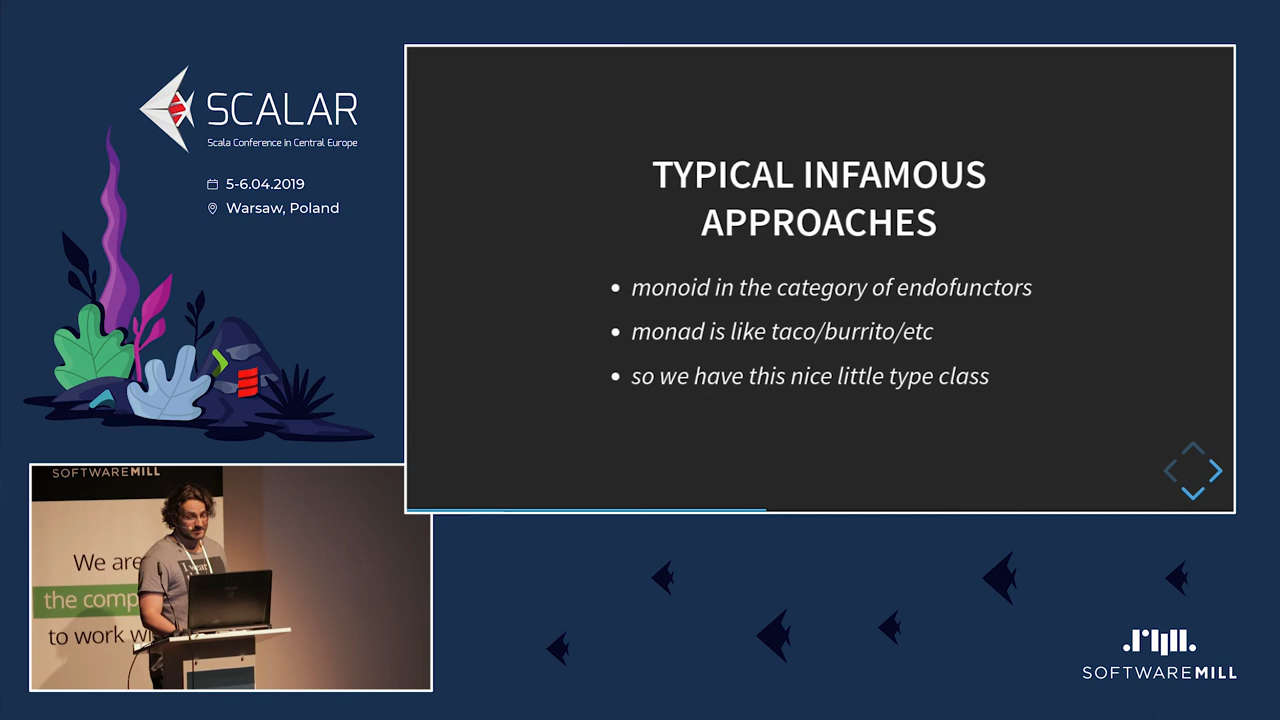 SCALAR
Scala Conference in Central Europe
5-6.04.2019
Warsaw, Poland
TYPICAL INFAMOUS
APPROACHES
• monoid in the category of endofunctors
• monad is like taco/burrito/etc
• so we have this nice little type class
SOFTWAREMILL
We are
the comp
to work wi
I wear
SOFTWAREMILL